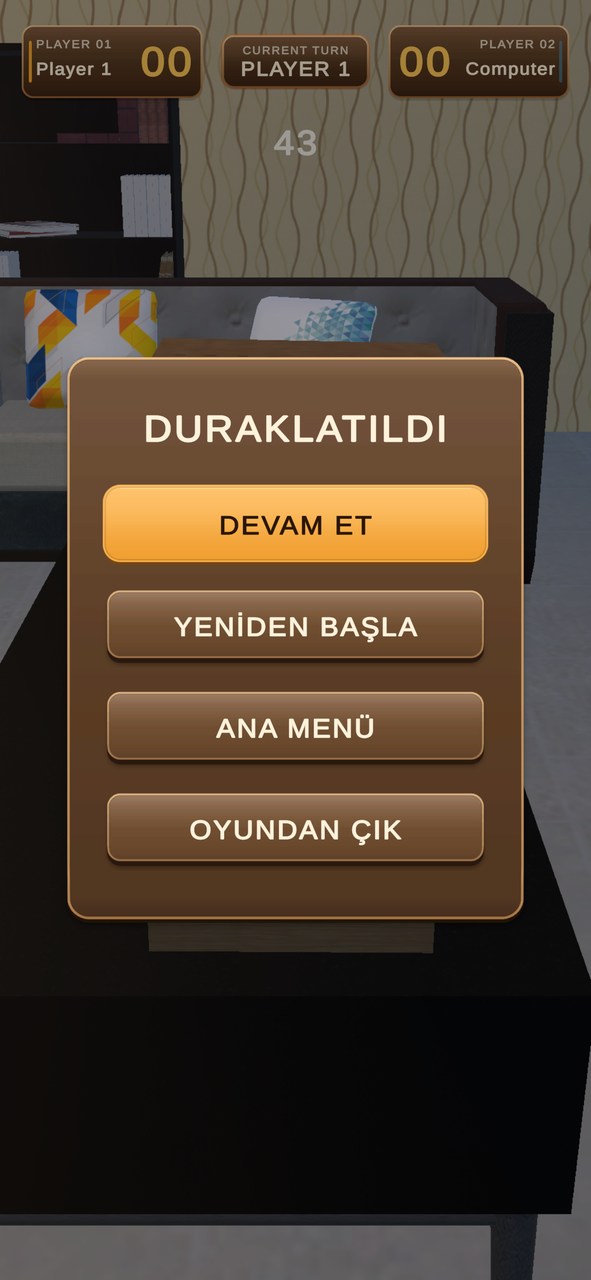 PLAYER 01
Player 1
00
CURRENT TURN
PLAYER 1
00
PLAYER 02
Computer
43
DURAKLATILDI
DEVAM ET
YENİDEN BAŞLA
ANA MENÜ
OYUNDAN ÇIK